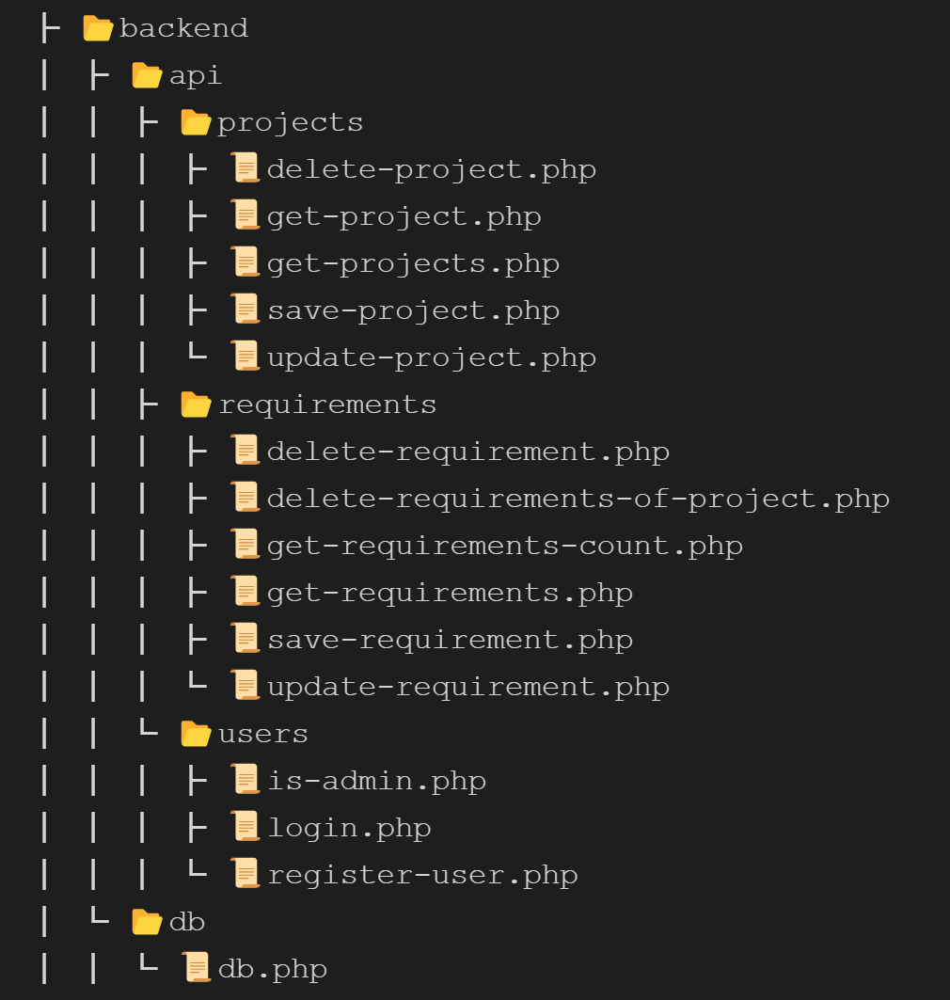 ├ 📂backend
│ ├ 📂api
│ │ ├ 📂projects
│ │ │ ├ 📜delete-project.php
│ │ │ ├ 📜get-project.php
│ │ │ ├ 📜get-projects.php
│ │ │ ├ 📜save-project.php
│ │ │ └ 📜update-project.php
│ │ ├ 📂requirements
│ │ │ ├ 📜delete-requirement.php
│ │ │ ├ 📜delete-requirements-of-project.php
│ │ │ ├ 📜get-requirements-count.php
│ │ │ ├ 📜get-requirements.php
│ │ │ ├ 📜save-requirement.php
│ │ │ └ 📜update-requirement.php
│ │ └ 📂users
│ │ │ ├ 📜is-admin.php
│ │ │ ├ 📜login.php
│ │ │ └ 📜register-user.php
│ └ 📂db
│ │ └ 📜db.php